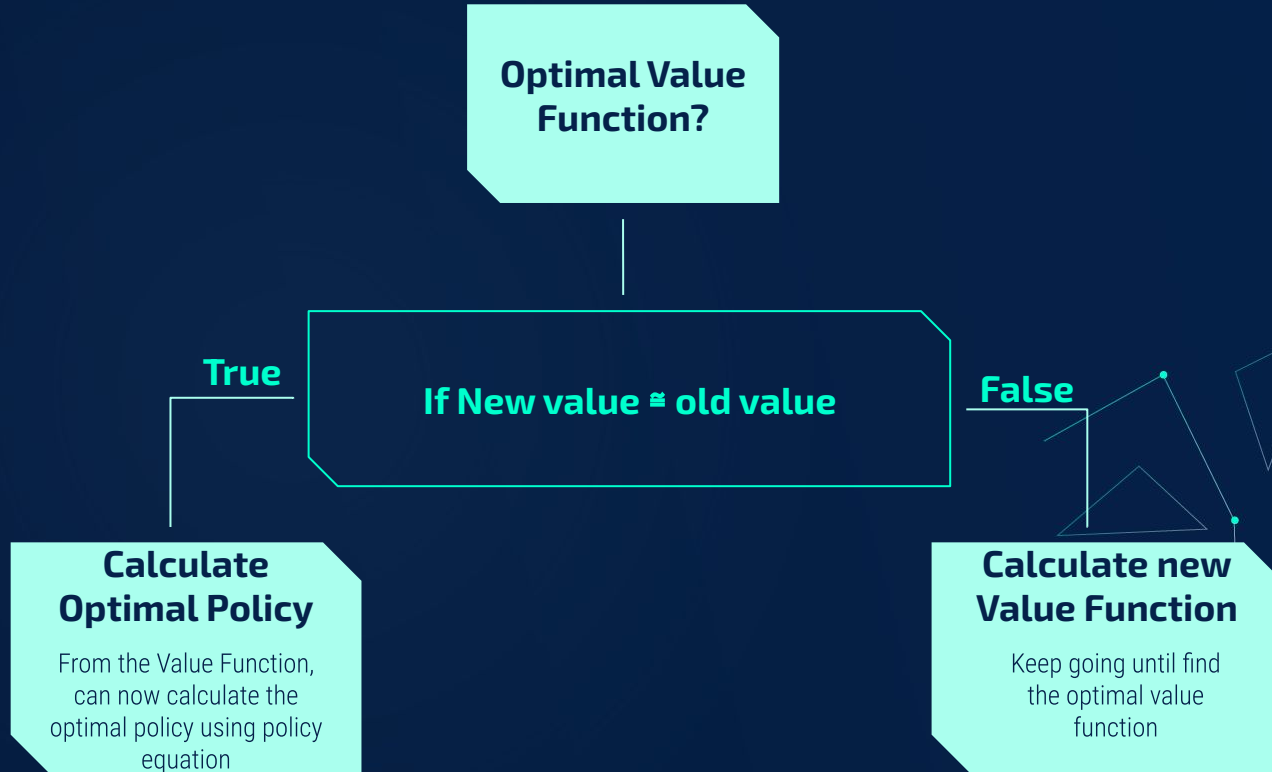 Optimal Value
Function?
True
If New value ≅ old value
False
Calculate
Optimal Policy
From the Value Function,
can now calculate the
optimal policy using policy
equation
Calculate new
Value Function
Keep going until find
the optimal value
function